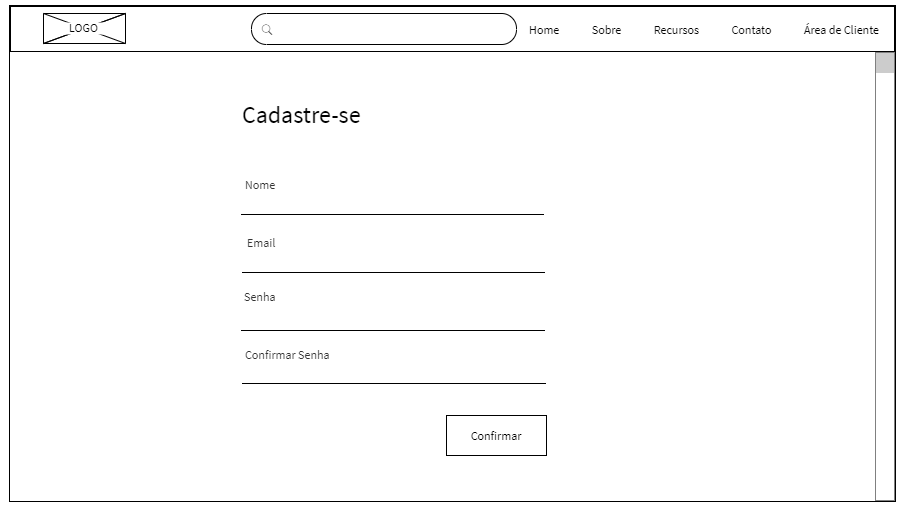 LOGO
Home Sobre Recursos Contato Área de Cliente
Cadastre-se
Nome
Email
Senha
Confirmar Senha
Confirmar